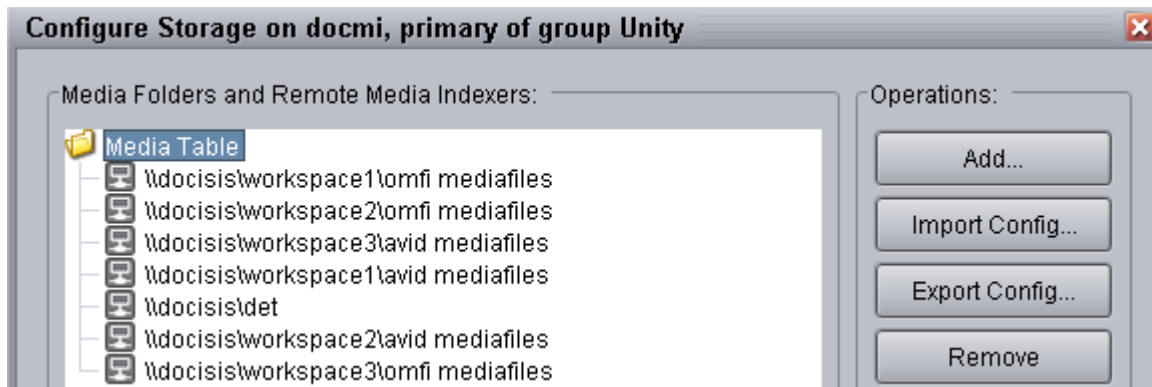 Configure Storage on docmi, primary of group Unity
Media Folders and Remote Media Indexers:
Media Table
\\docisis\workspace1\omfi mediafiles
\\docisis\workspace2\omfi mediafiles
\\docisis\workspace3\avid mediafiles
\\docisis\workspace1\avid mediafiles
\\docisis\det
\\docisis\workspace2\avid mediafiles
\\docisis\workspace3\omfi mediafiles
Operations:
Add...
Import Config...
Export Config...
Remove